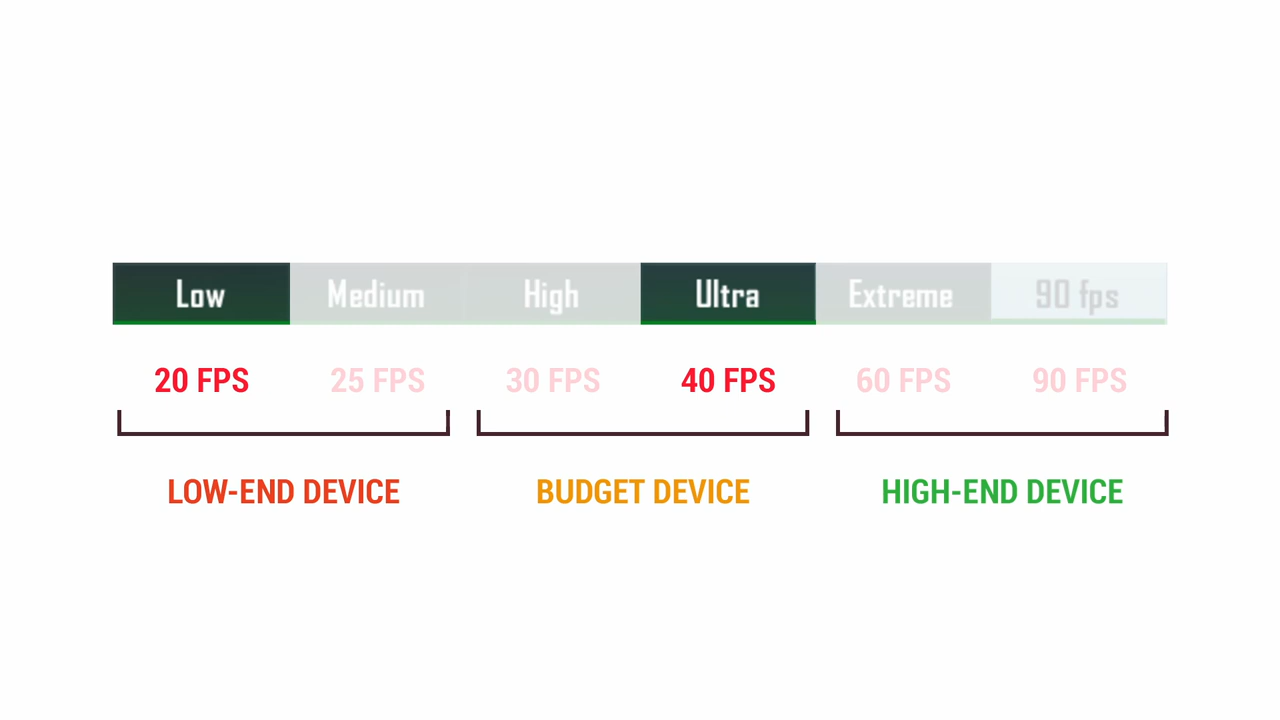 Low Medium High Ultra Extreme 90 fps
20 FPS 25 FPS 30 FPS 40 FPS 60 FPS 90 FPS
LOW-END DEVICE BUDGET DEVICE HIGH-END DEVICE